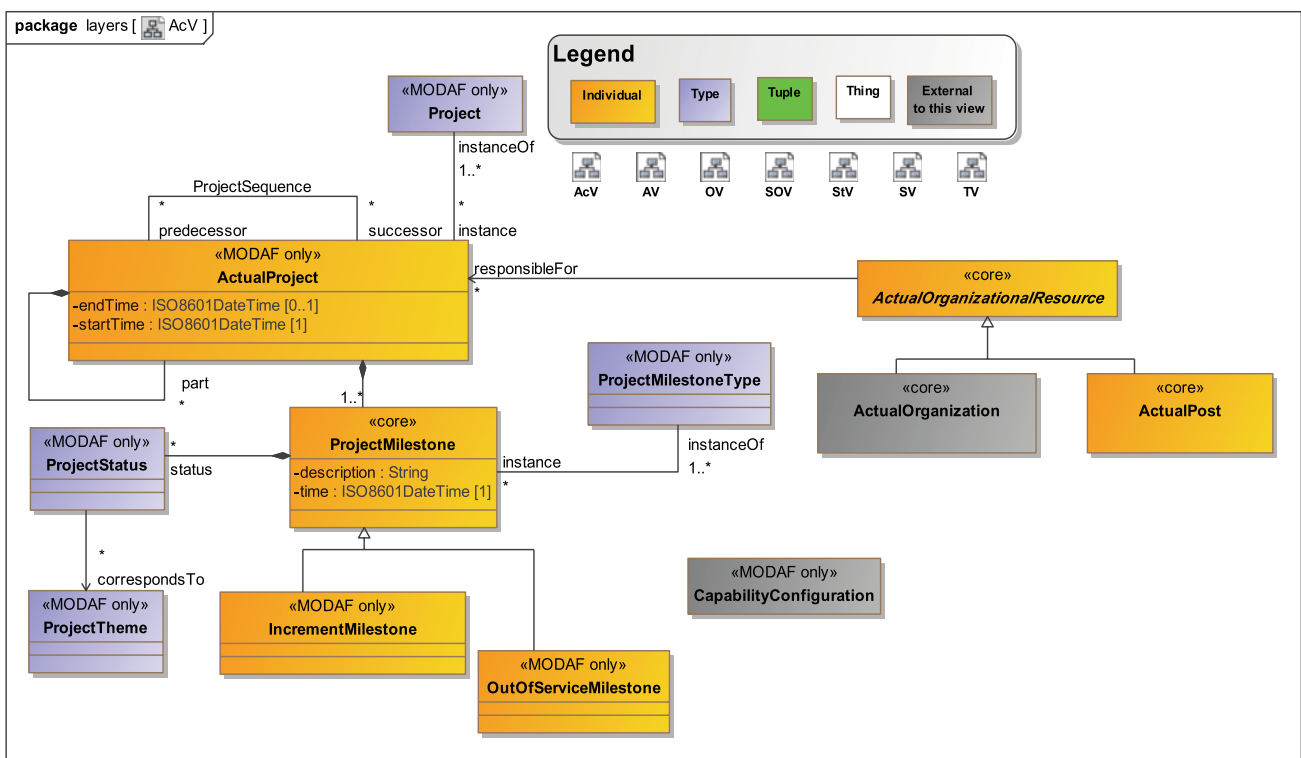 package layers [ AcV ]
Legend
Individual
Type
Tuple
Thing
External
to this view
AcV
AV
OV
SOV
StV
SV
TV
«MODAF only»
Project
instanceOf
1..*
*
instance
ProjectSequence
*
*
predecessor
successor
«MODAF only»
ActualProject
-endTime : ISO8601DateTime [0..1]
-startTime : ISO8601DateTime [1]
part
*
responsibleFor
*
«core»
ActualOrganizationalResource
«core»
ActualOrganization
«core»
ActualPost
«MODAF only»
ProjectMilestoneType
instanceOf
1..*
instance
*
1..*
«core»
ProjectMilestone
-description : String
-time : ISO8601DateTime [1]
«MODAF only»
ProjectStatus
*
status
*
correspondsTo
«MODAF only»
ProjectTheme
«MODAF only»
IncrementMilestone
«MODAF only»
OutOfServiceMilestone
«MODAF only»
CapabilityConfiguration